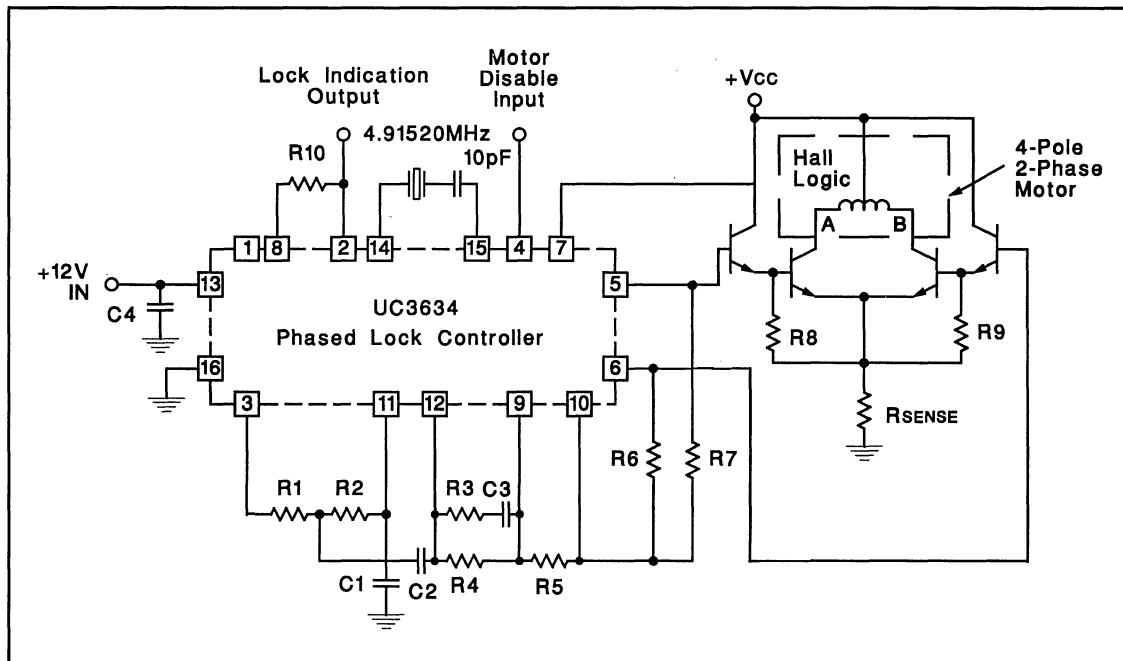 Lock Indication
Output
Motor
Disable
Input
+VCC
4.91520MHz
10pF
R10
Hall
Logic
4-Pole
2-Phase
Motor
A
B
1
8
2
14
15
4
7
+12V
IN
13
5
C4
UC3634
Phased Lock Controller
R8
R9
16
6
3
11
12
9
10
RSENSE
R6
R7
R1
R2
R3
C3
C1
C2
R4
R5